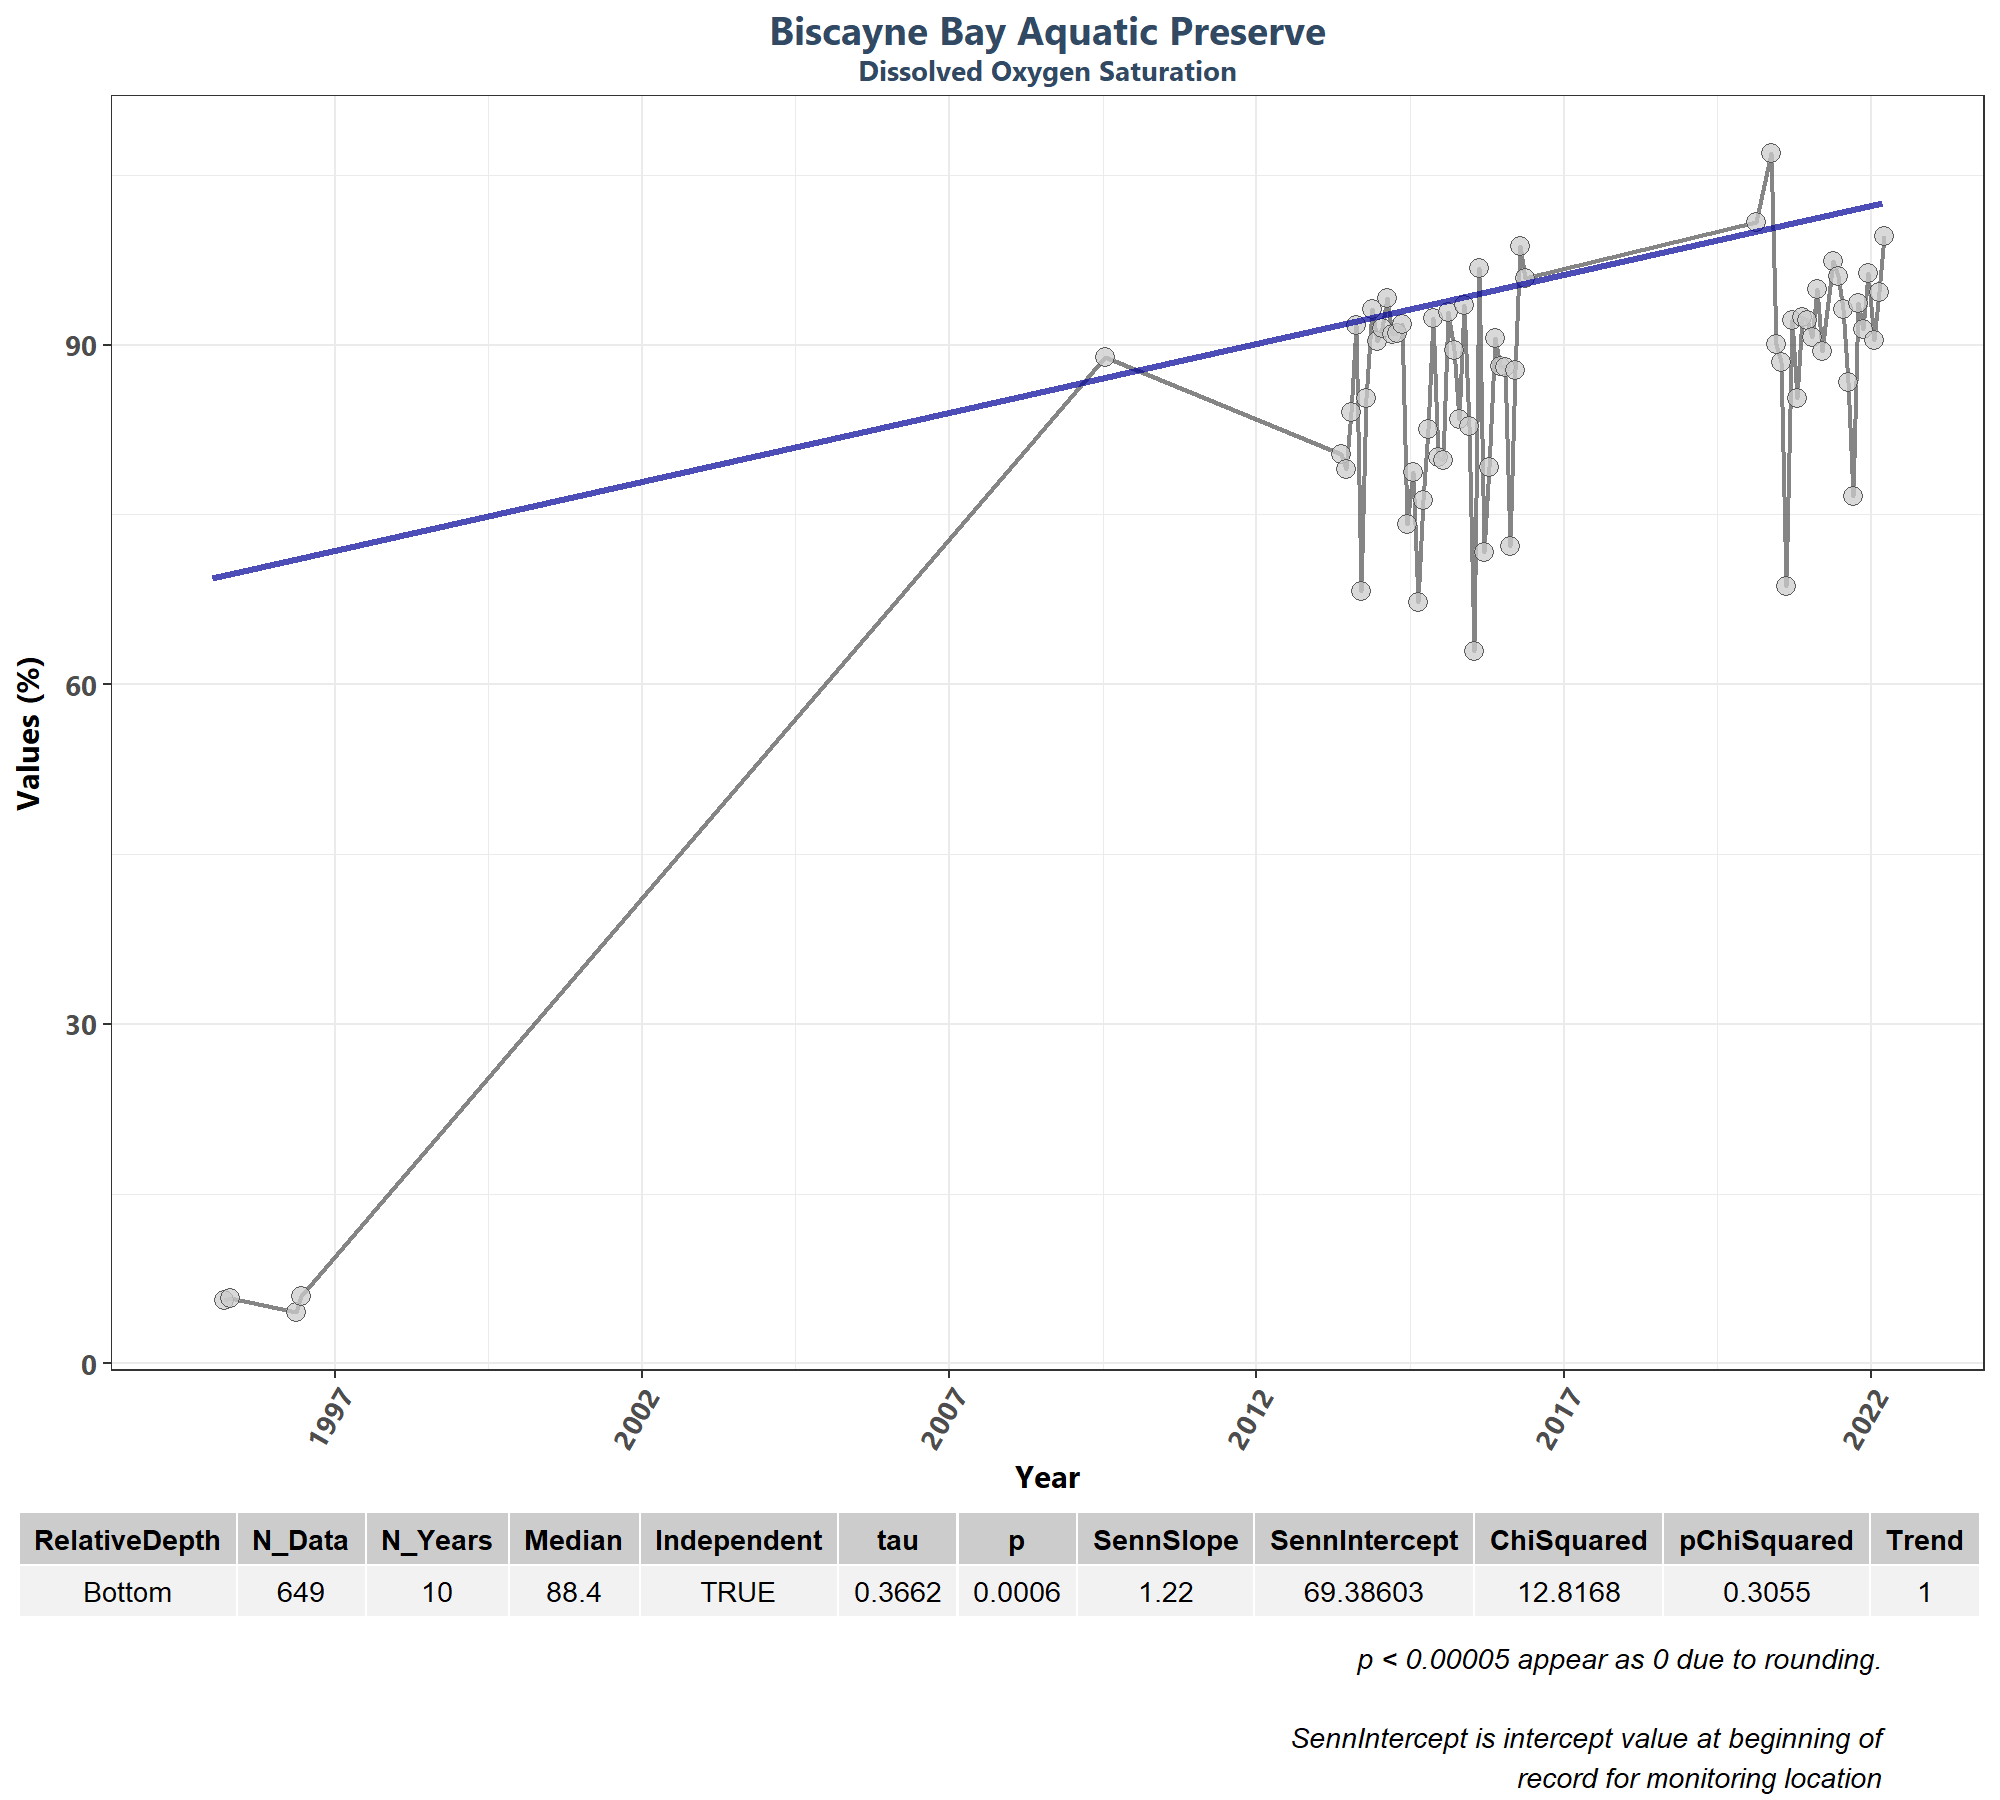 Biscayne Bay Aquatic Preserve
Dissolved Oxygen Saturation
Values (%)
90
60
30
0
1997 2002 2007 2012 2017 2022
Year
RelativeDepth N_Data N_Years Median Independent tau p SennSlope SennIntercept ChiSquared pChiSquared Trend
Bottom 649 10 88.4 TRUE 0.3662 0.0006 1.22 69.38603 12.8168 0.3055 1
p < 0.00005 appear as 0 due to rounding.
SennIntercept is intercept value at beginning of
record for monitoring location